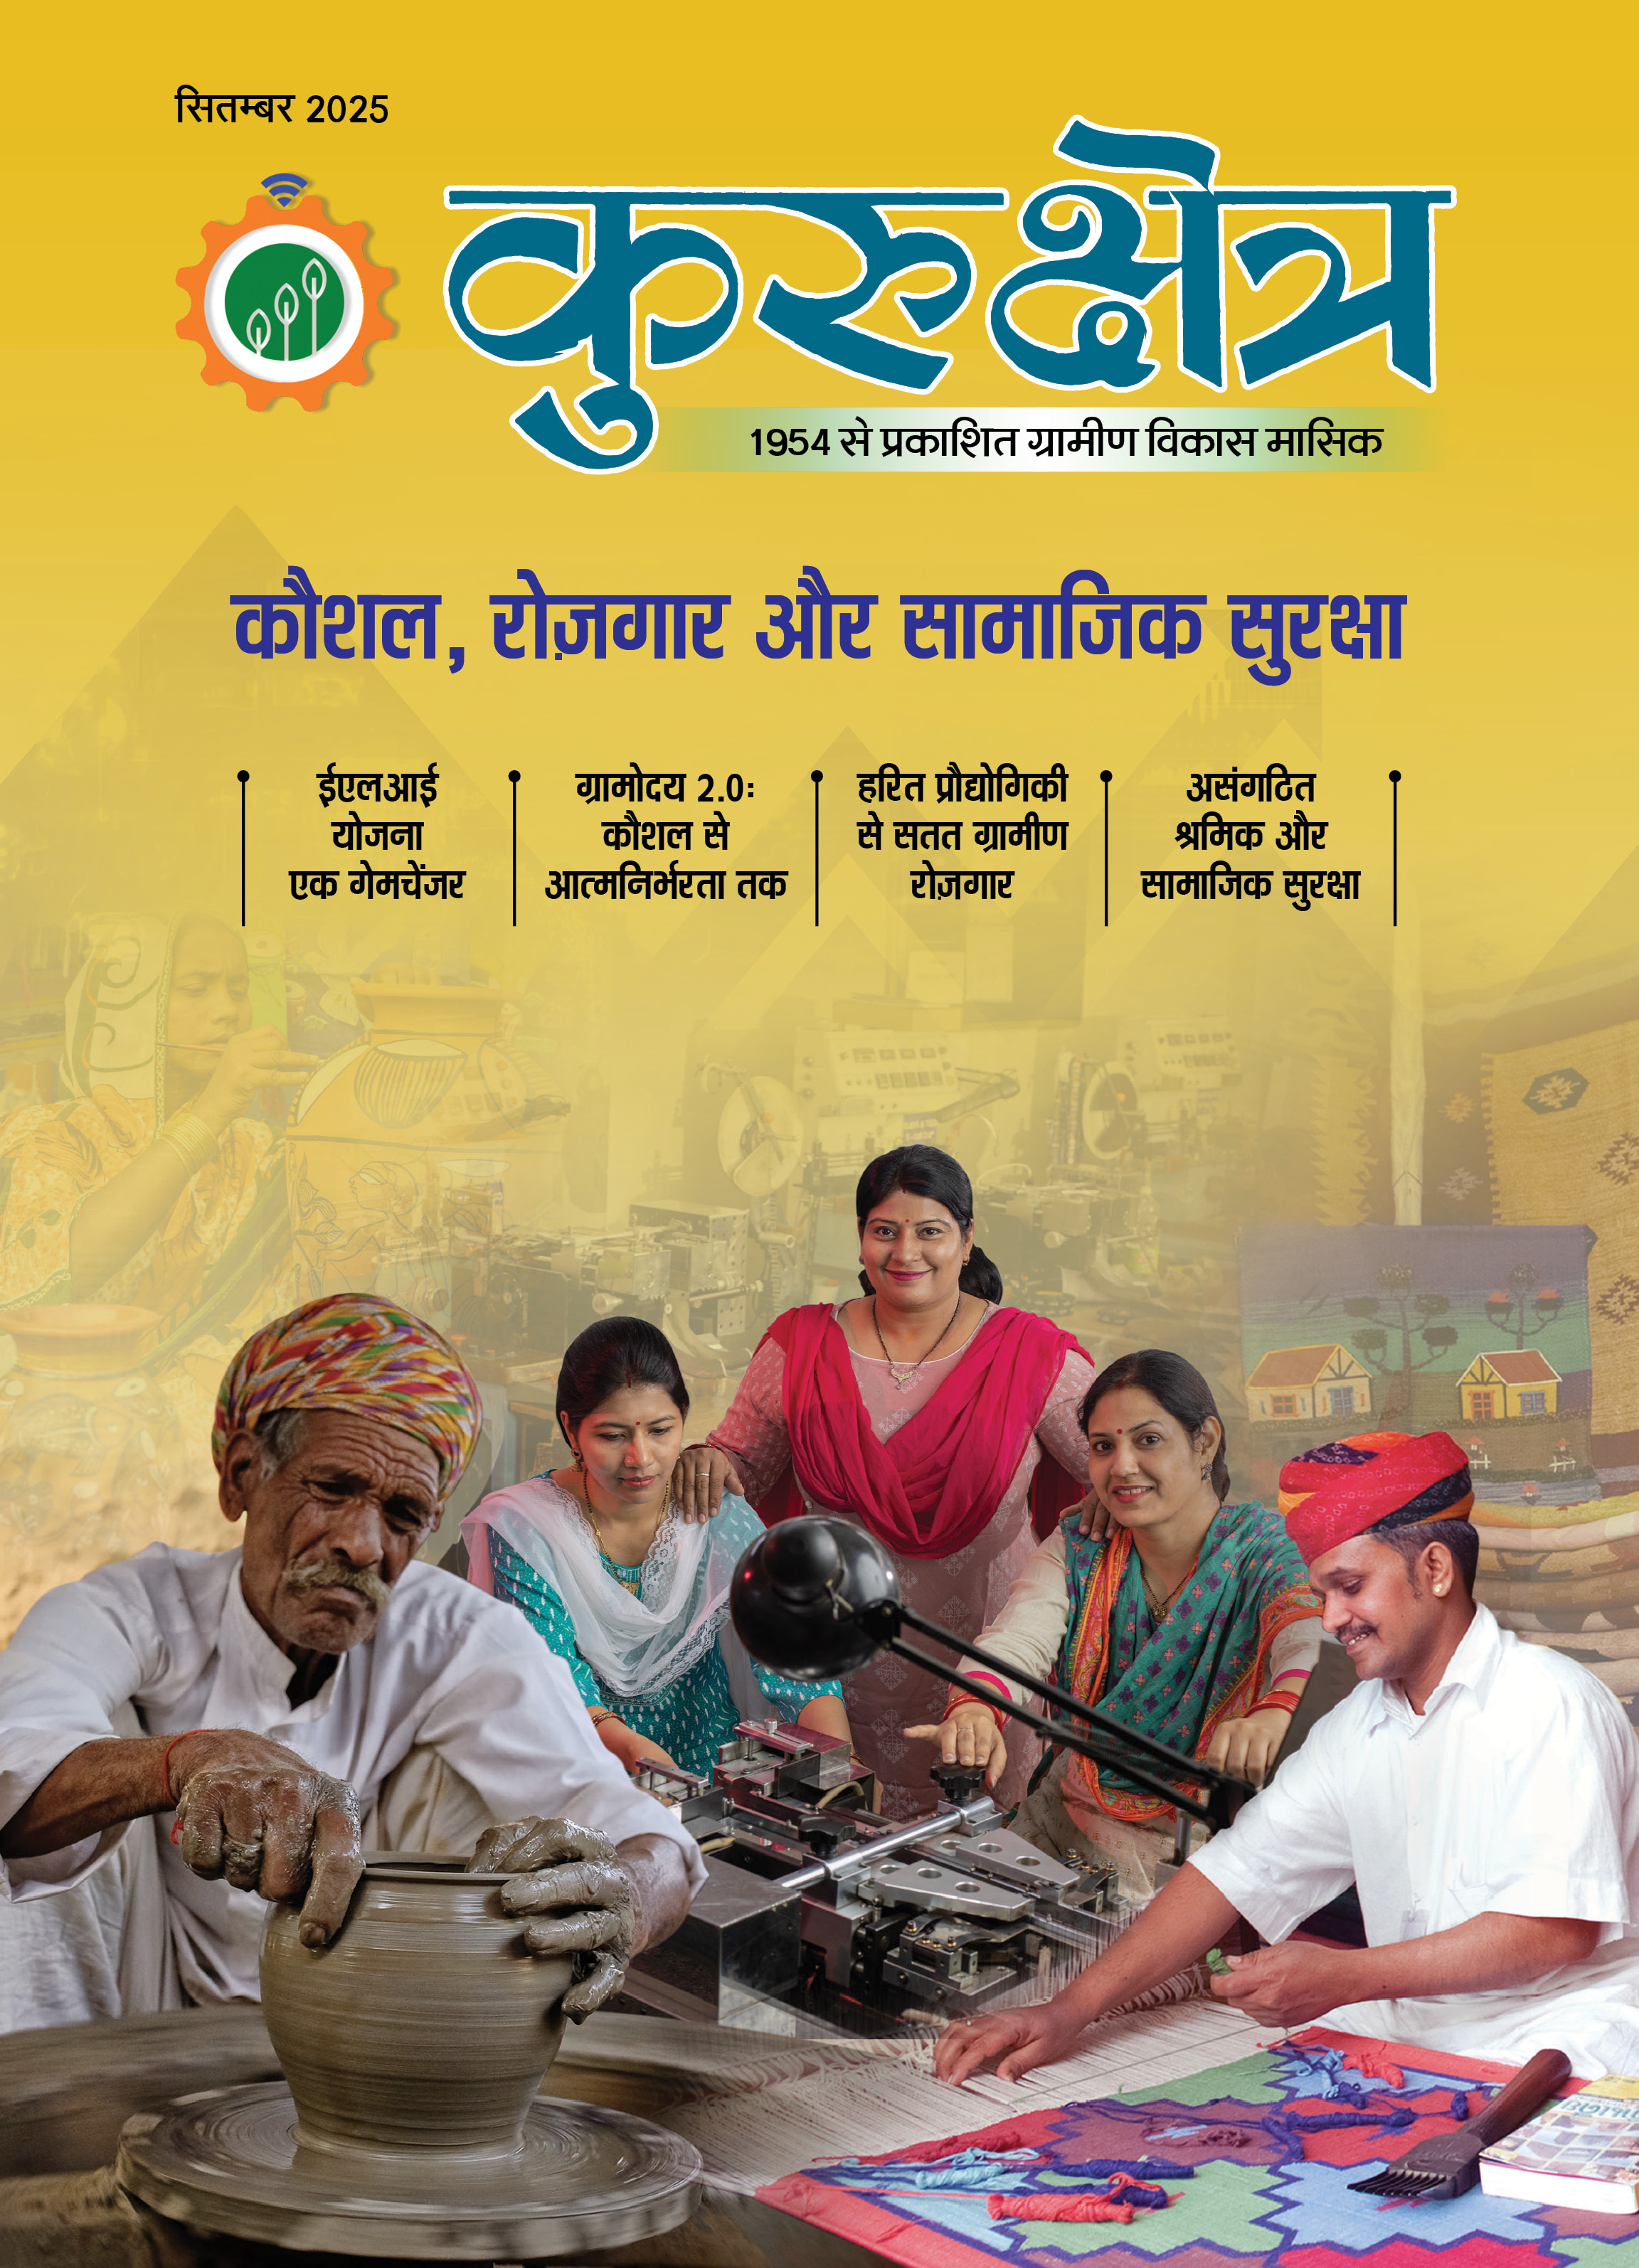 सितम्बर 2025
कुरुक्षेत्र
1954 से प्रकाशित ग्रामीण विकास मासिक
कौशल, रोज़गार और सामाजिक सुरक्षा
ईएलआई
योजना
एक गेमचेंजर
ग्रामोदय 2.0:
कौशल से
आत्मनिर्भरता तक
हरित प्रौद्योगिकी
से सतत ग्रामीण
रोज़गार
असंगठित
श्रमिक और
सामाजिक सुरक्षा